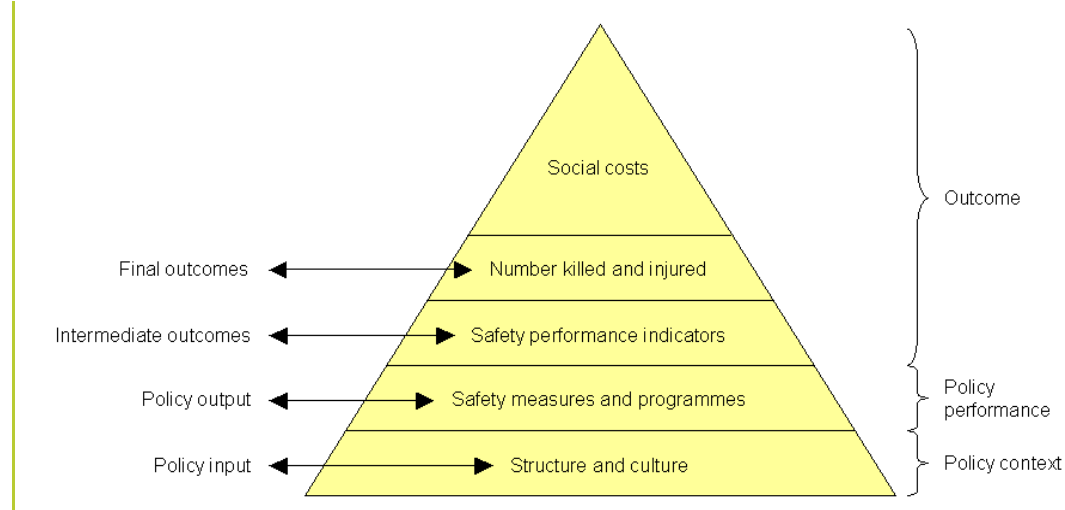 Social costs
Outcome
Final outcomes
Number killed and injured
Intermediate outcomes
Safety performance indicators
Policy output
Safety measures and programmes
Policy
performance
Policy input
Structure and culture
Policy context